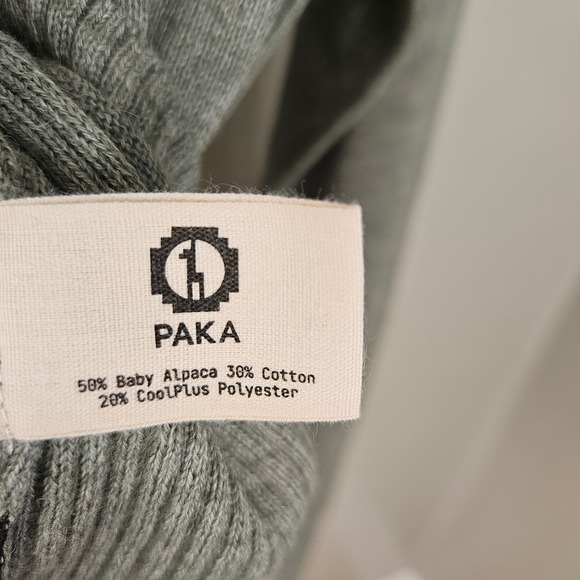 PAKA
50% Baby Alpaca 30% Cotton
20% CoolPlus Polyester